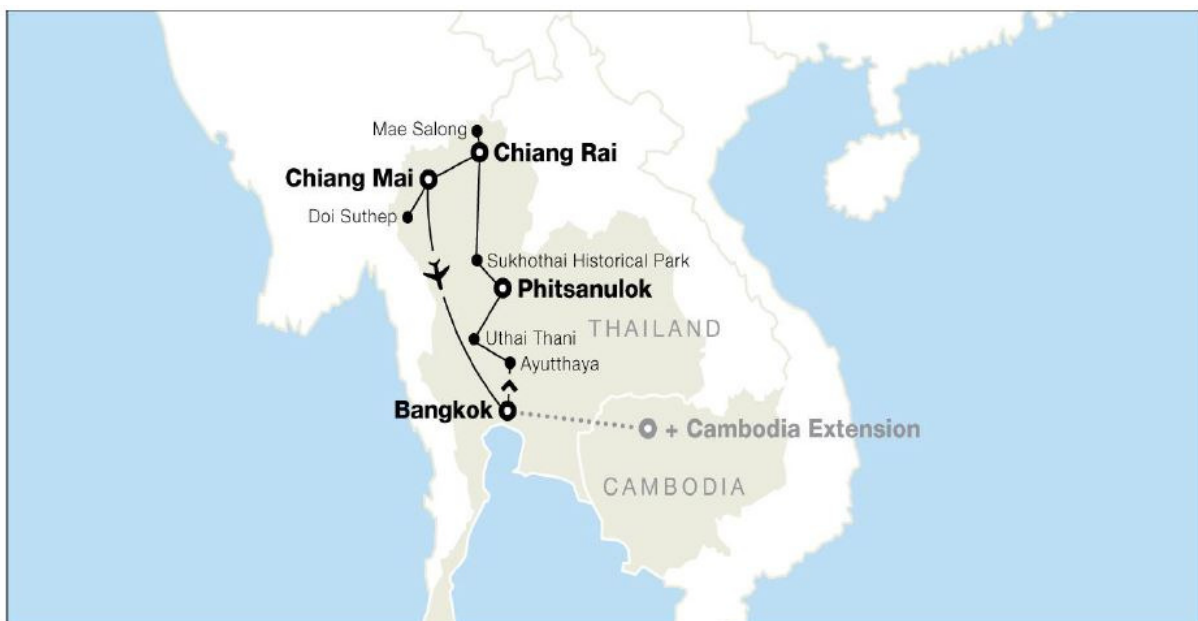 Mae Salong
Chiang Rai
Chiang Mai
Doi Suthep
Sukhothai Historical Park
Phitsanulok
THAILAND
Uthai Thani
Ayutthaya
Bangkok
+ Cambodia Extension
CAMBODIA